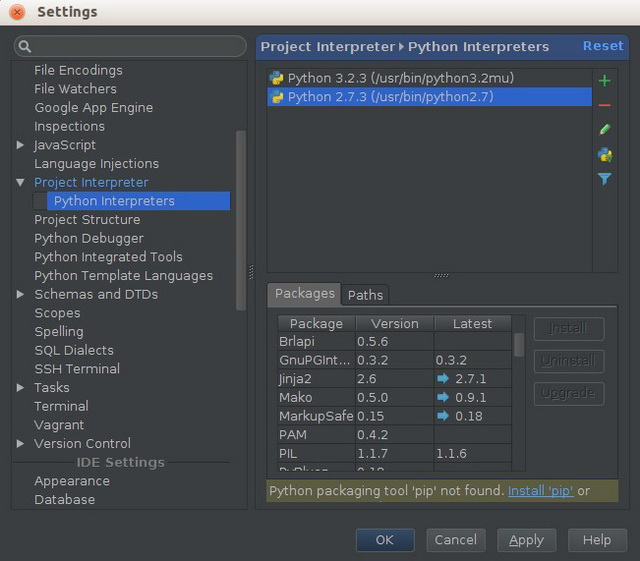 Settings
Project Interpreter ▸ Python Interpreters
Reset
File Encodings
File Watchers
Google App Engine
Inspections
JavaScript
Language Injections
Project Interpreter
Python Interpreters
Project Structure
Python Debugger
Python Integrated Tools
Python Template Languages
Schemas and DTDs
Scopes
Spelling
SQL Dialects
SSH Terminal
Tasks
Terminal
Vagrant
Version Control
IDE Settings
Appearance
Database
Python 3.2.3 (/usr/bin/python3.2mu)
Python 2.7.3 (/usr/bin/python2.7)
Packages Paths
Package Version Latest
Brlapi 0.5.6
GnuPGInt... 0.3.2 0.3.2
Jinja2 2.6 2.7.1
Mako 0.5.0 0.9.1
MarkupSafe 0.15 0.18
PAM 0.4.2
PIL 1.1.7 1.1.6
Install
Uninstall
Upgrade
Python packaging tool 'pip' not found. Install 'pip' or
OK Cancel Apply Help